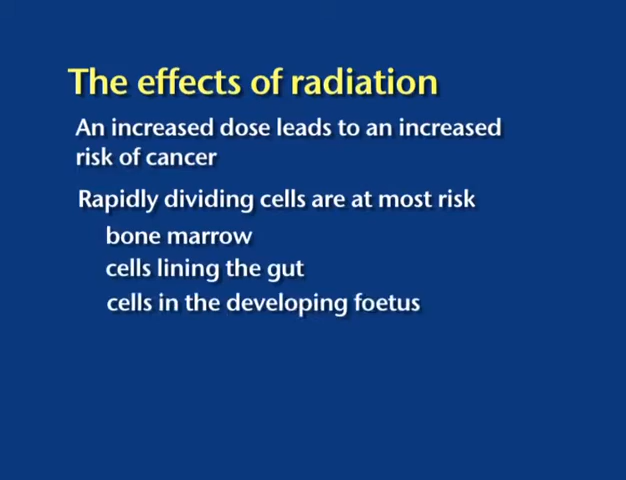 The effects of radiation
An increased dose leads to an increased
risk of cancer
Rapidly dividing cells are at most risk
bone marrow
cells lining the gut
cells in the developing foetus